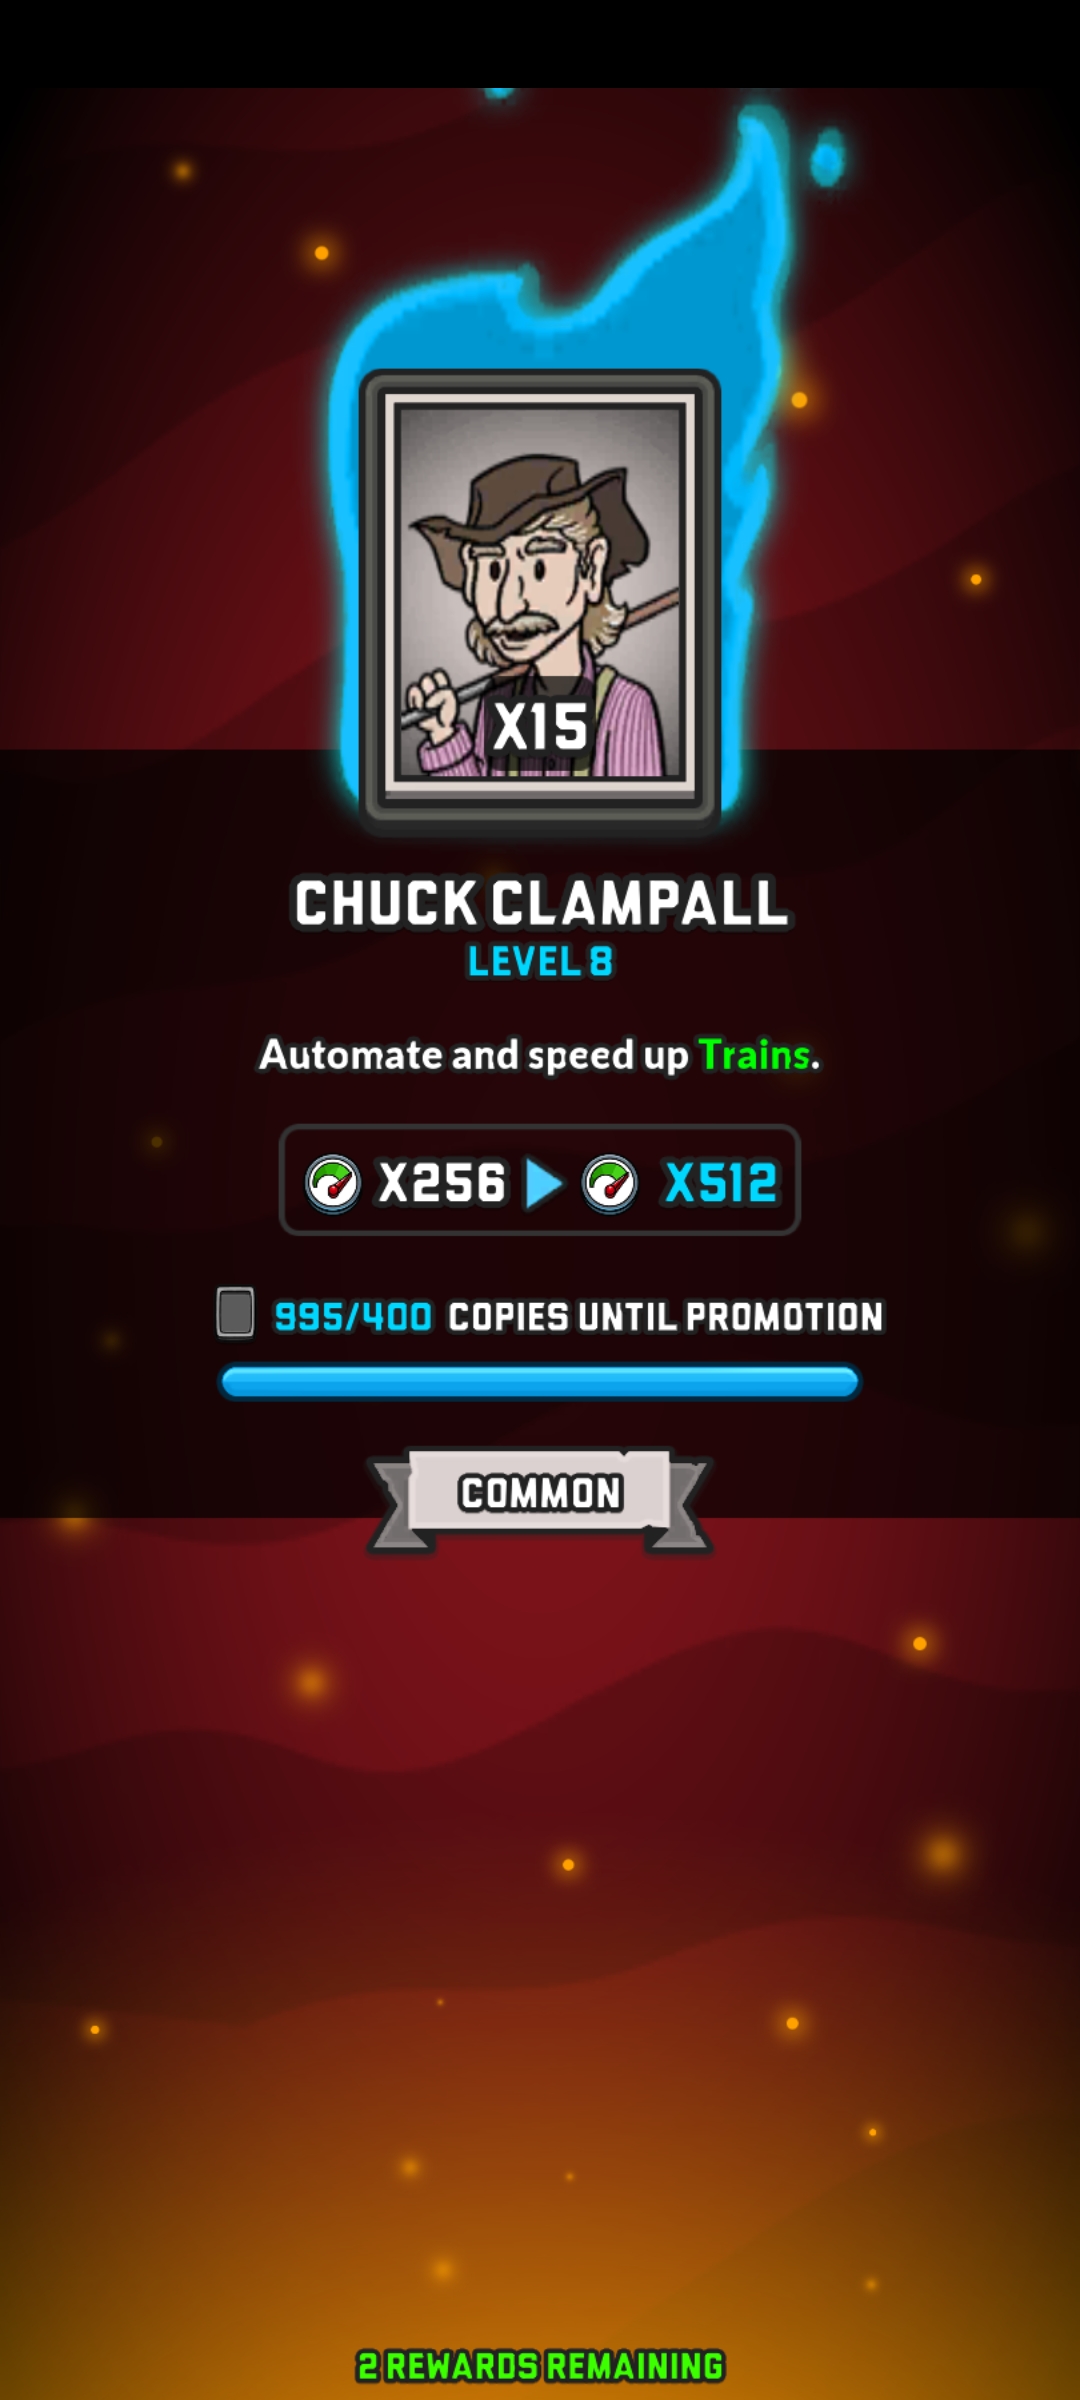 X15
CHUCK CLAMPALL
LEVEL 8
Automate and speed up Trains.
X256 X512
995/400 COPIES UNTIL PROMOTION
COMMON
2 REWARDS REMAINING